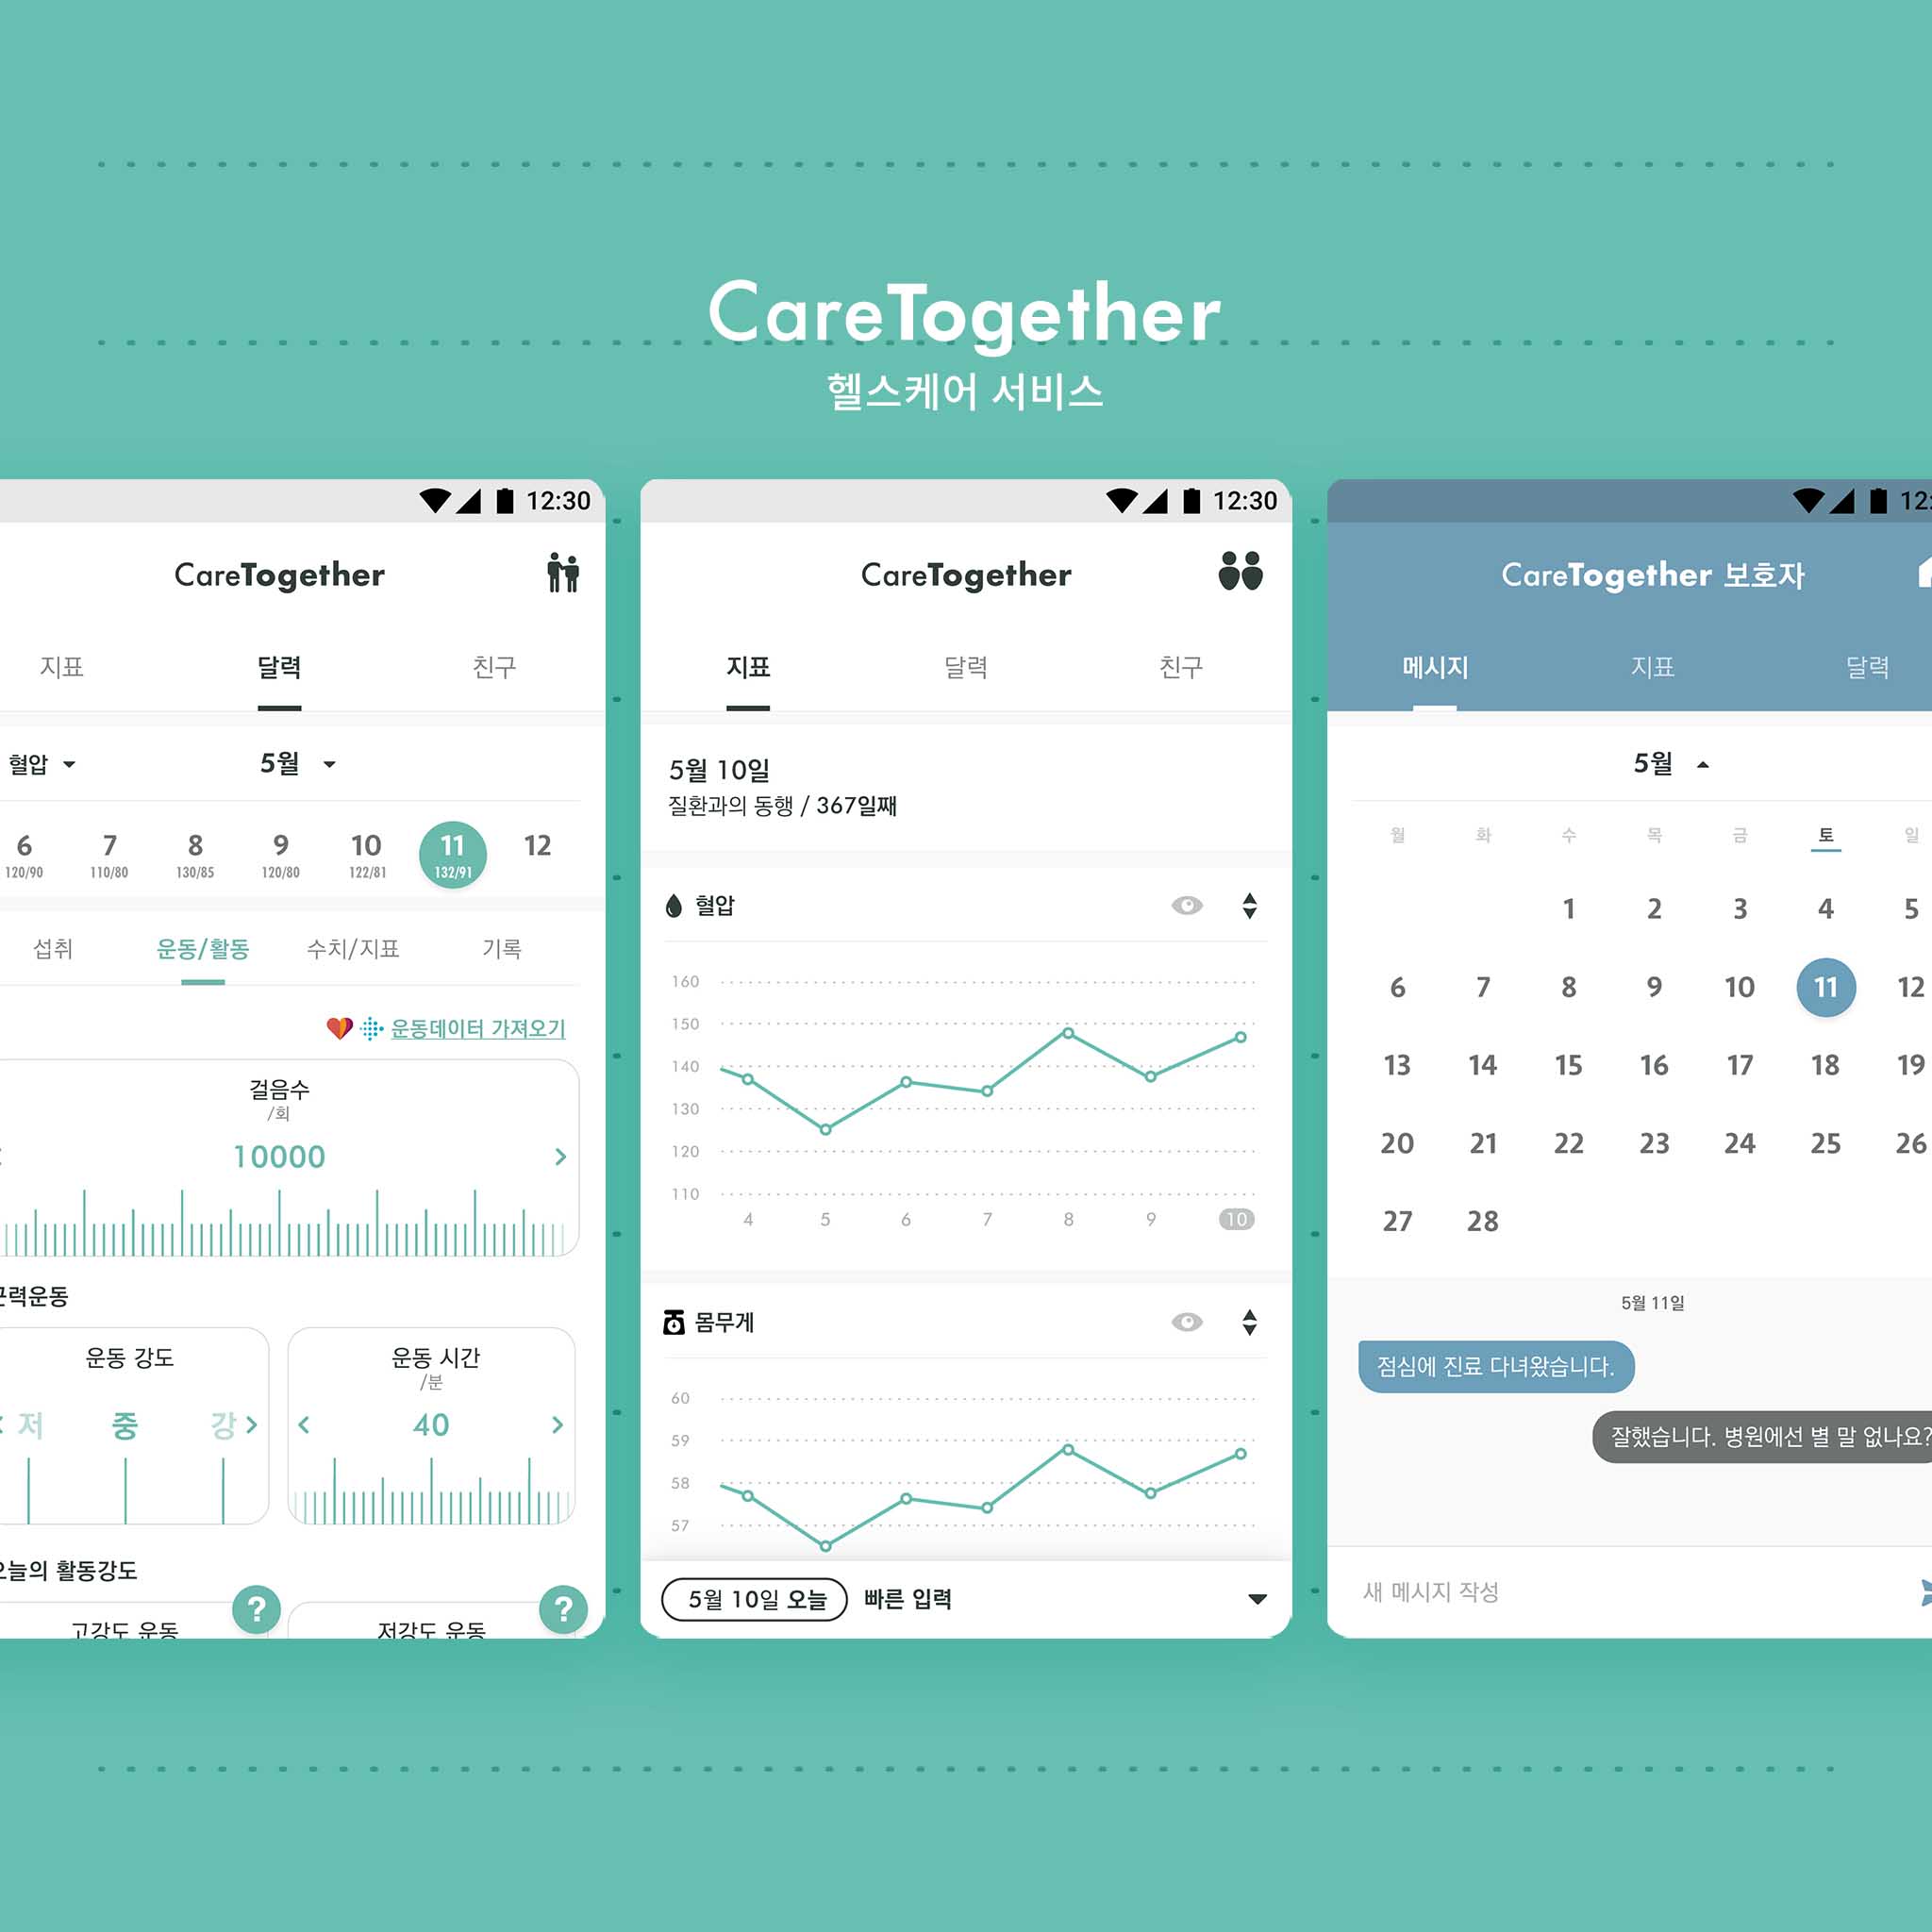 CareTogether
헬스케어 서비스
12:30
CareTogether
지표 달력 친구
혈압 5월
6 7 8 9 10 11 12
120/90 110/80 130/85 120/80 122/81 132/91
섭취 운동/활동 수치/지표 기록
운동데이터 가져오기
걸음수
/회
10000
근력운동
운동 강도
저 중 강
운동 시간
/분
40
오늘의 활동강도
? ?
고강도 운동 저강도 운동
12:30
CareTogether
지표 달력 친구
5월 10일
질환과의 동행 / 367일째
혈압
160
150
140
130
120
110
4 5 6 7 8 9 10
몸무게
60
59
58
57
5월 10일 오늘 빠른 입력
12:
CareTogether 보호자
메시지 지표 달력
5월
월 화 수 목 금 토 일
1 2 3 4 5
6 7 8 9 10 11 12
13 14 15 16 17 18 19
20 21 22 23 24 25 26
27 28
5월 11일
점심에 진료 다녀왔습니다.
잘했습니다. 병원에선 별 말 없나요?
새 메시지 작성